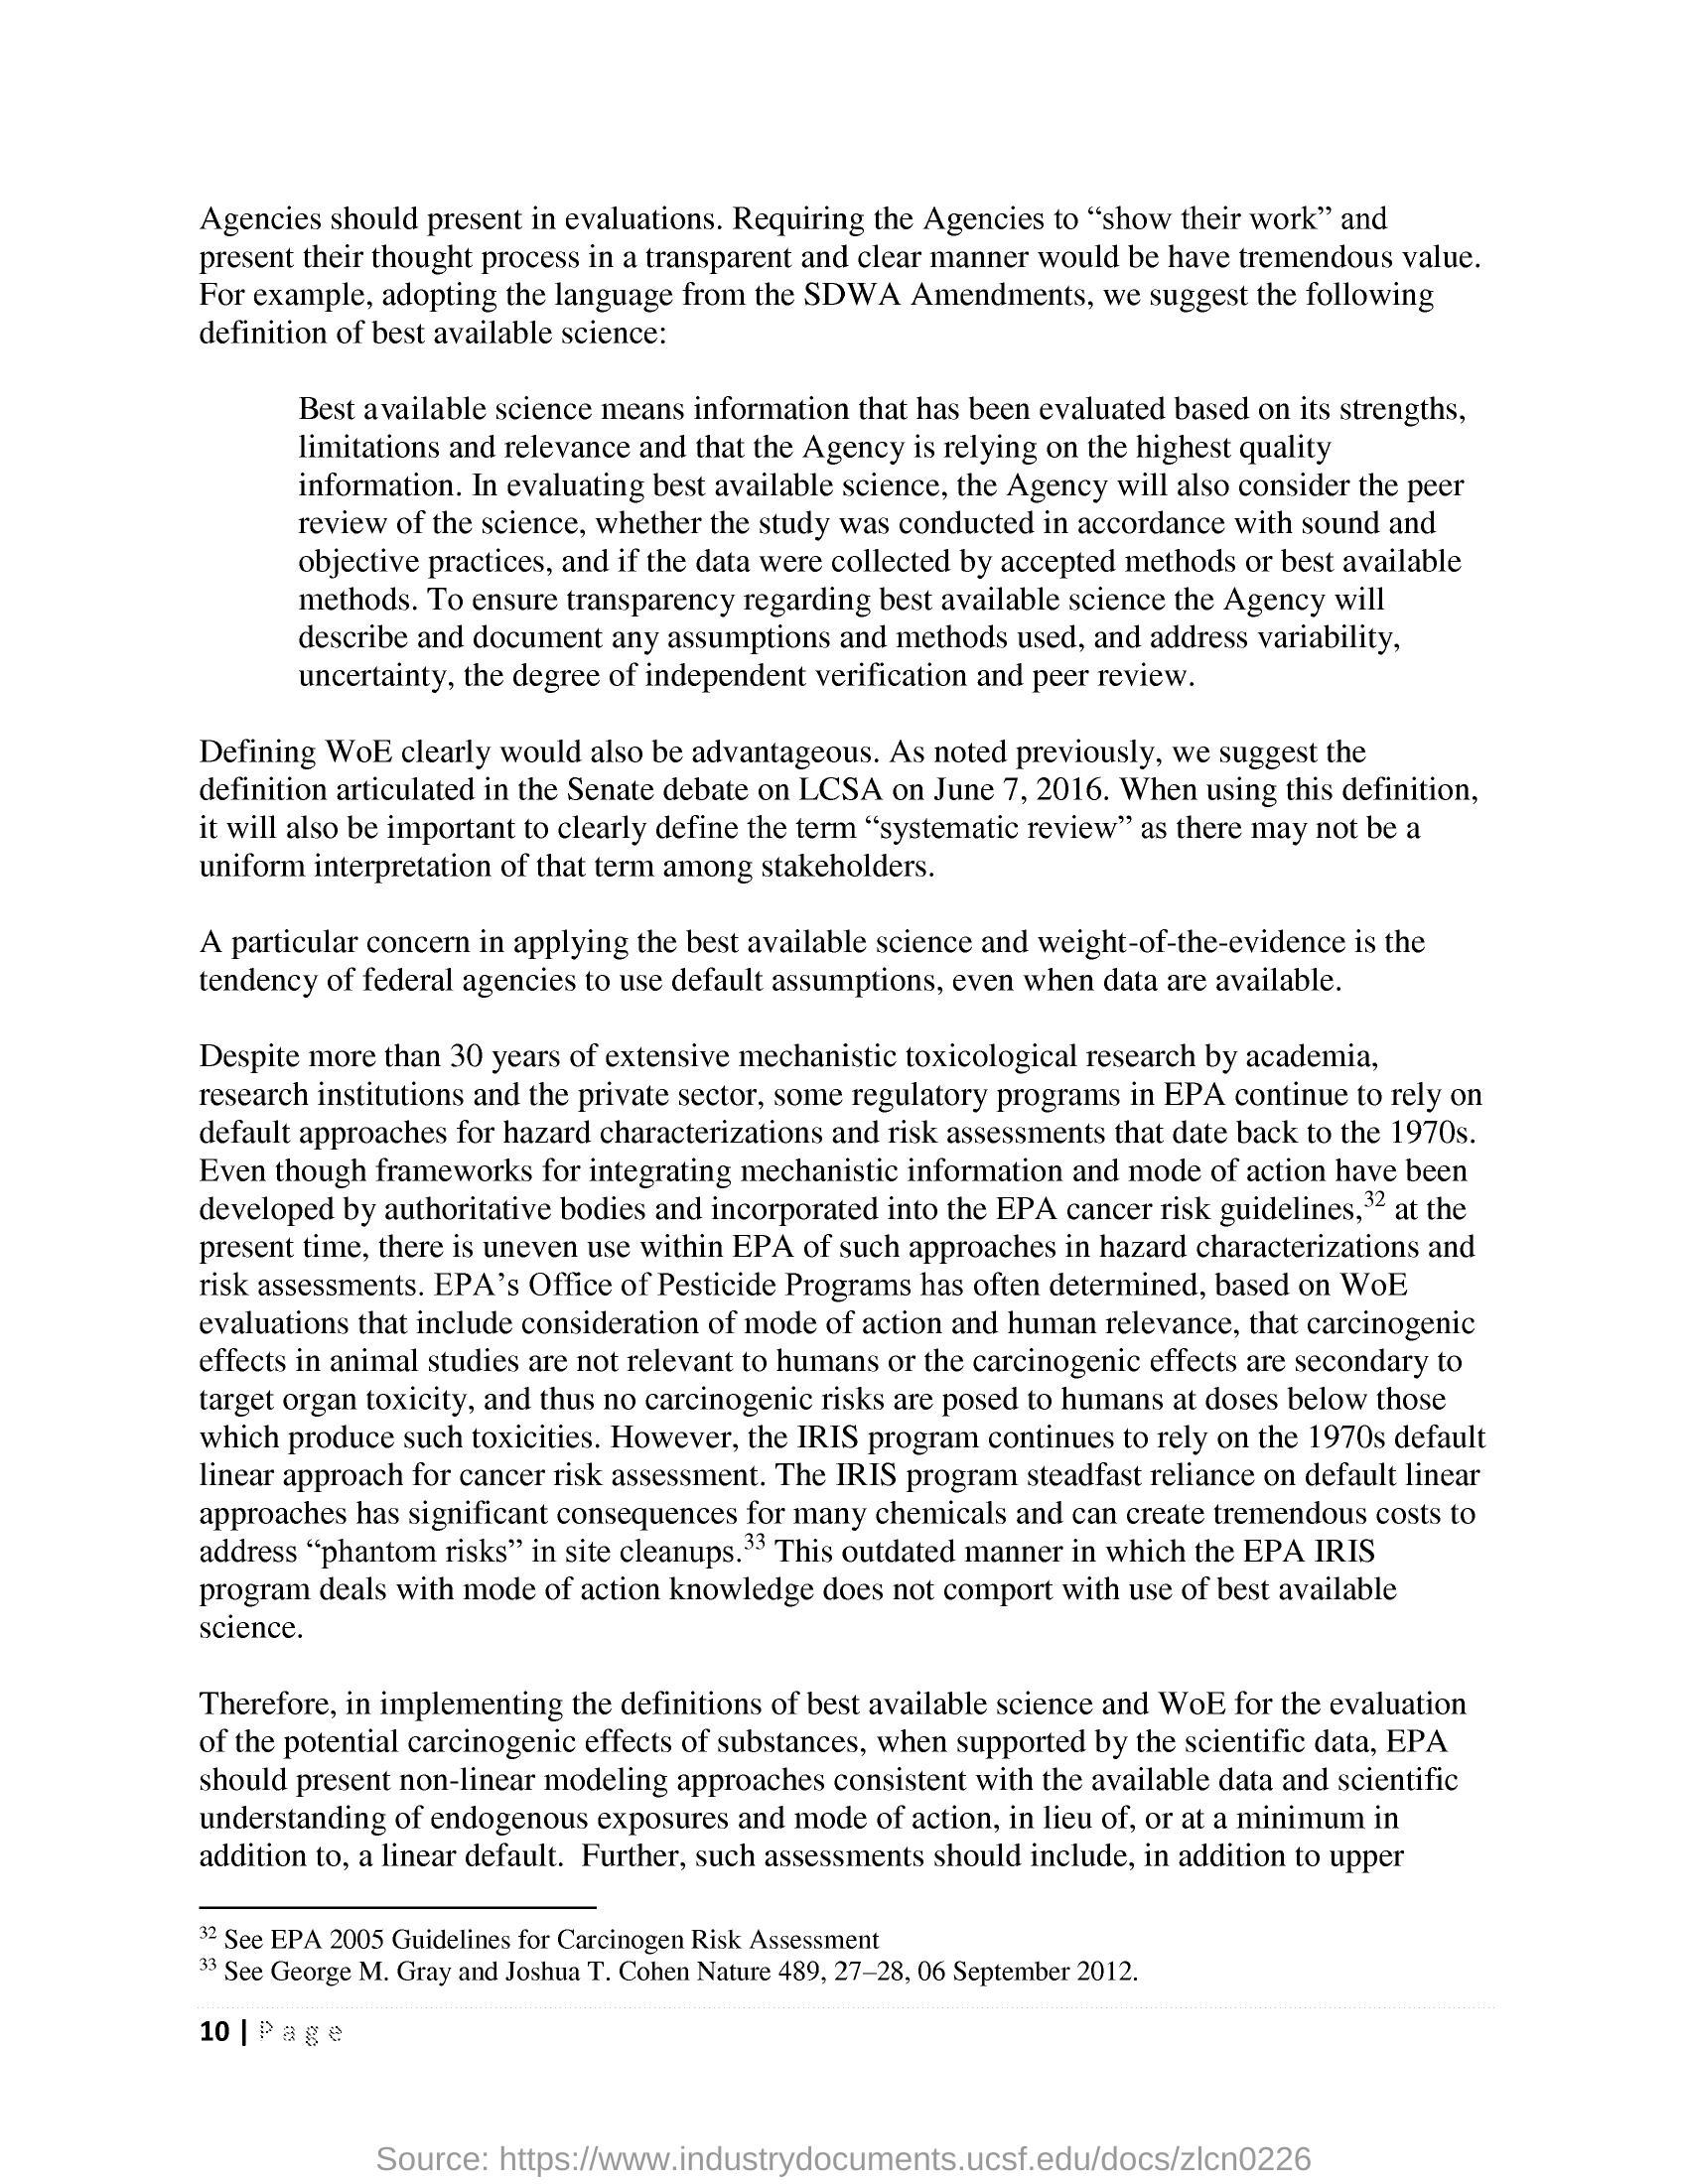 Agencies should present in evaluations. Requiring the Agencies to “show their work” and
present their thought process in a transparent and clear manner would be have tremendous value.
For example, adopting the language from the SDWA Amendments, we suggest the following
definition of best available science:
Best available science means information that has been evaluated based on its strengths,
limitations and relevance and that the Agency is relying on the highest quality
information. In evaluating best available science, the Agency will also consider the peer
review of the science, whether the study was conducted in accordance with sound and
objective practices, and if the data were collected by accepted methods or best available
methods. To ensure transparency regarding best available science the Agency will
describe and document any assumptions and methods used, and address variability,
uncertainty, the degree of independent verification and peer review.
Defining WoE clearly would also be advantageous. As noted previously, we suggest the
definition articulated in the Senate debate on LCSA on June 7, 2016. When using this definition,
it will also be important to clearly define the term “systematic review” as there may not be a
uniform interpretation of that term among stakeholders.
A particular concern in applying the best available science and weight-of-the-evidence is the
tendency of federal agencies to use default assumptions, even when data are available.
Despite more than 30 years of extensive mechanistic toxicological research by academia,
research institutions and the private sector, some regulatory programs in EPA continue to rely on
default approaches for hazard characterizations and risk assessments that date back to the 1970s.
Even though frameworks for integrating mechanistic information and mode of action have been
developed by authoritative bodies and incorporated into the EPA cancer risk guidelines,32 at the
present time, there is uneven use within EPA of such approaches in hazard characterizations and
risk assessments. EPA’s Office of Pesticide Programs has often determined, based on WoE
evaluations that include consideration of mode of action and human relevance, that carcinogenic
effects in animal studies are not relevant to humans or the carcinogenic effects are secondary to
target organ toxicity, and thus no carcinogenic risks are posed to humans at doses below those
which produce such toxicities. However, the IRIS program continues to rely on the 1970s default
linear approach for cancer risk assessment. The IRIS program steadfast reliance on default linear
approaches has significant consequences for many chemicals and can create tremendous costs to
address “phantom risks” in site cleanups.33 This outdated manner in which the EPA IRIS
program deals with mode of action knowledge does not comport with use of best available
science.
Therefore, in implementing the definitions of best available science and WoE for the evaluation
of the potential carcinogenic effects of substances, when supported by the scientific data, EPA
should present non-linear modeling approaches consistent with the available data and scientific
understanding of endogenous exposures and mode of action, in lieu of, or at a minimum in
addition to, a linear default.  Further, such assessments should include, in addition to upper
32 See EPA 2005 Guidelines for Carcinogen Risk Assessment
33 See George M. Gray and Joshua T. Cohen Nature 489, 27–28, 06 September 2012.
10 | Page
Source: https://www.industrydocuments.ucsf.edu/docs/zlcn0226